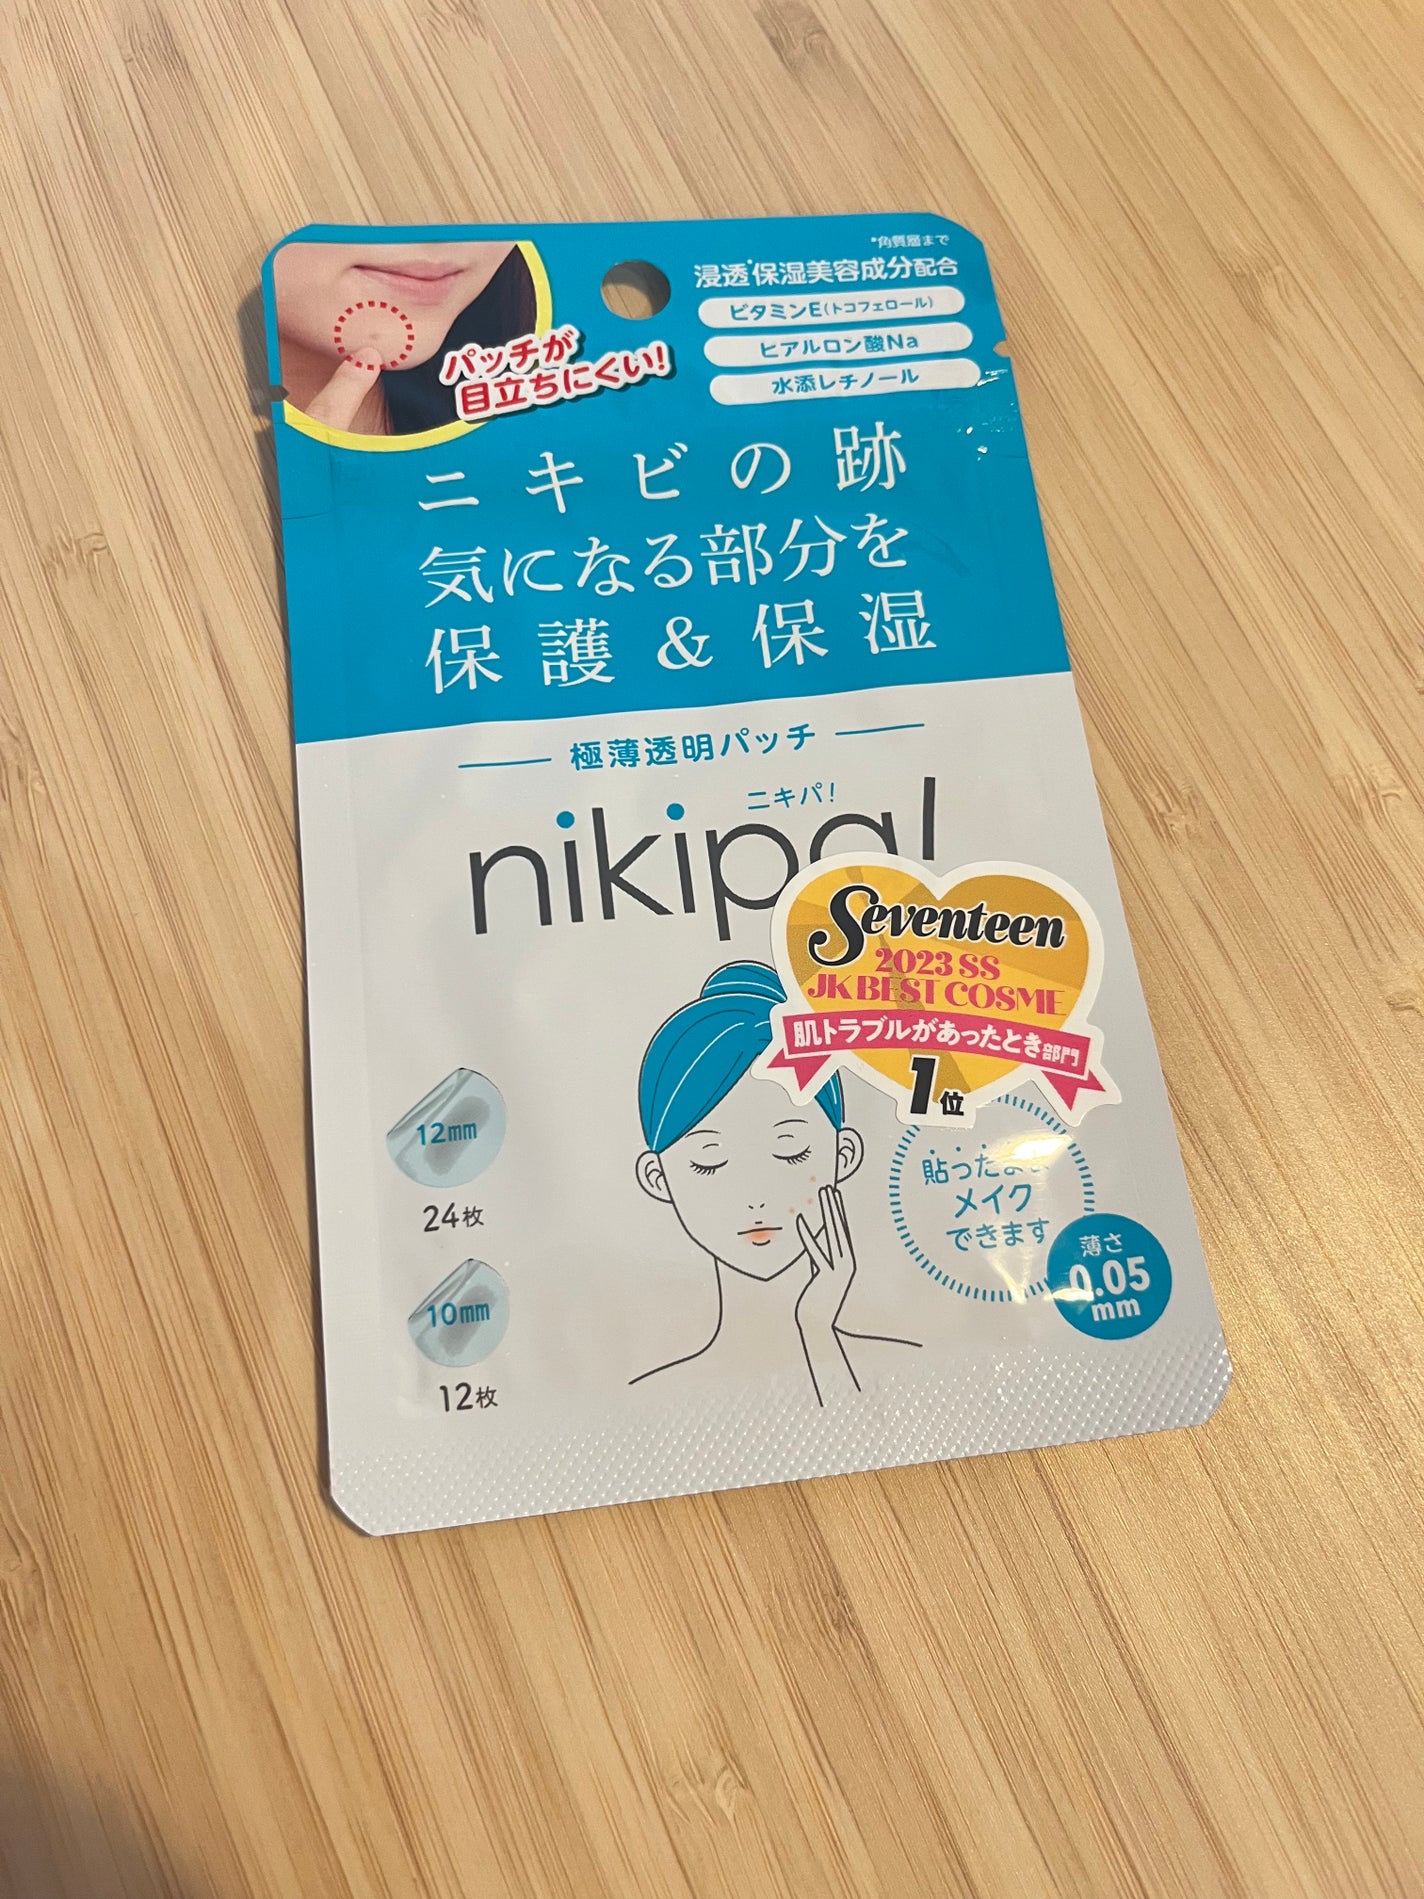 *角質層まで
浸透*保湿美容成分配合
ビタミンE(トコフェロール)
ヒアルロン酸Na
水添レチノール
パッチが
目立ちにくい!
ニキビの跡
気になる部分を
保護&保湿
極薄透明パッチ
ニキパ!
nikipa!
Seventeen
2023 SS
JK BEST COSME
肌トラブルがあったとき部門
1位
12mm
24枚
10mm
12枚
貼ったまま
メイク
できます
薄さ
0.05
mm